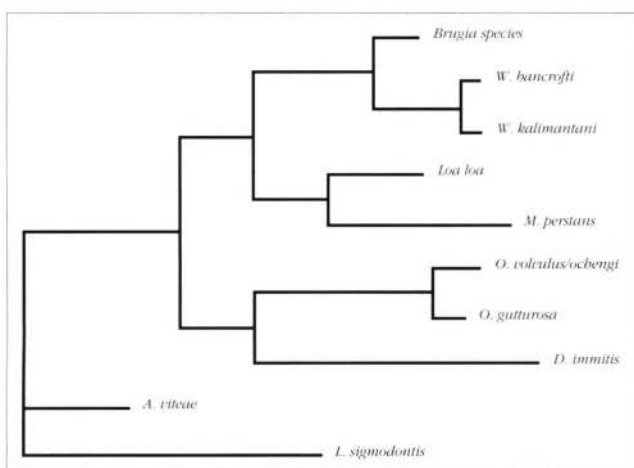 Brugia species
W. bancrofti
W. kalimantani
Loa loa
M. perstans
O. volvulus/ochengi
O. gutturosa
D. immitis
A. viteae
L. sigmodontis